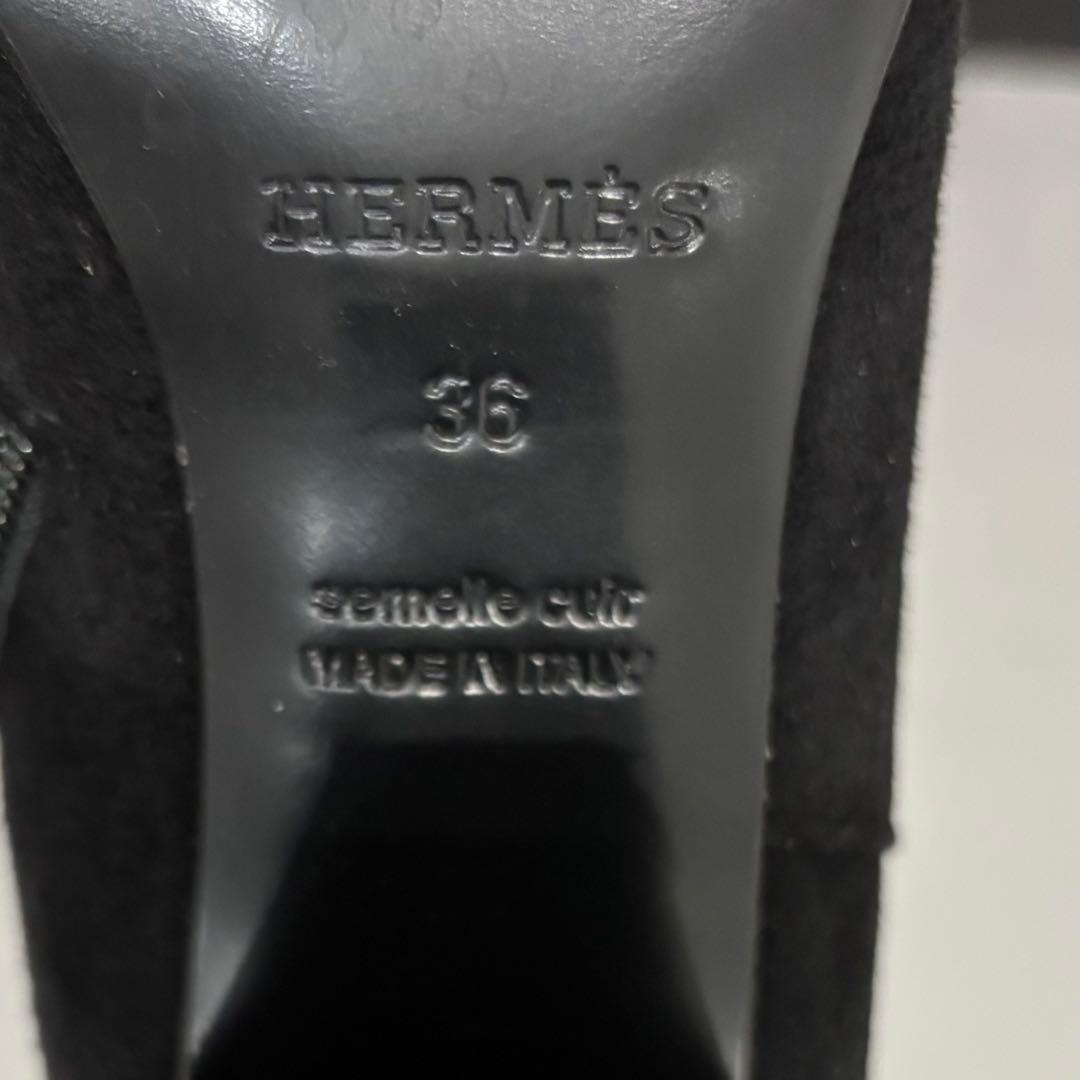 HERMÈS
36
semelle cuir
MADE IN ITALY